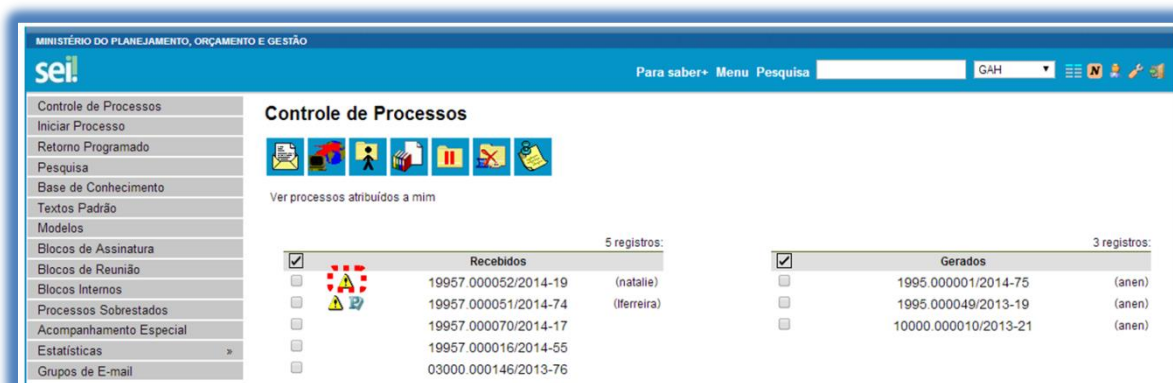 MINISTÉRIO DO PLANEJAMENTO, ORÇAMENTO E GESTÃO
sei!
Para saber+ Menu Pesquisa GAH
Controle de Processos
Iniciar Processo
Retorno Programado
Pesquisa
Base de Conhecimento
Textos Padrão
Modelos
Blocos de Assinatura
Blocos de Reunião
Blocos Internos
Processos Sobrestados
Acompanhamento Especial
Estatísticas »
Grupos de E-mail
Controle de Processos
Ver processos atribuídos a mim
5 registros:
Recebidos
19957.000052/2014-19 (natalie)
19957.000051/2014-74 (lferreira)
19957.000070/2014-17
19957.000016/2014-55
03000.000146/2013-76
3 registros:
Gerados
1995.000001/2014-75 (anen)
1995.000049/2013-19 (anen)
10000.000010/2013-21 (anen)